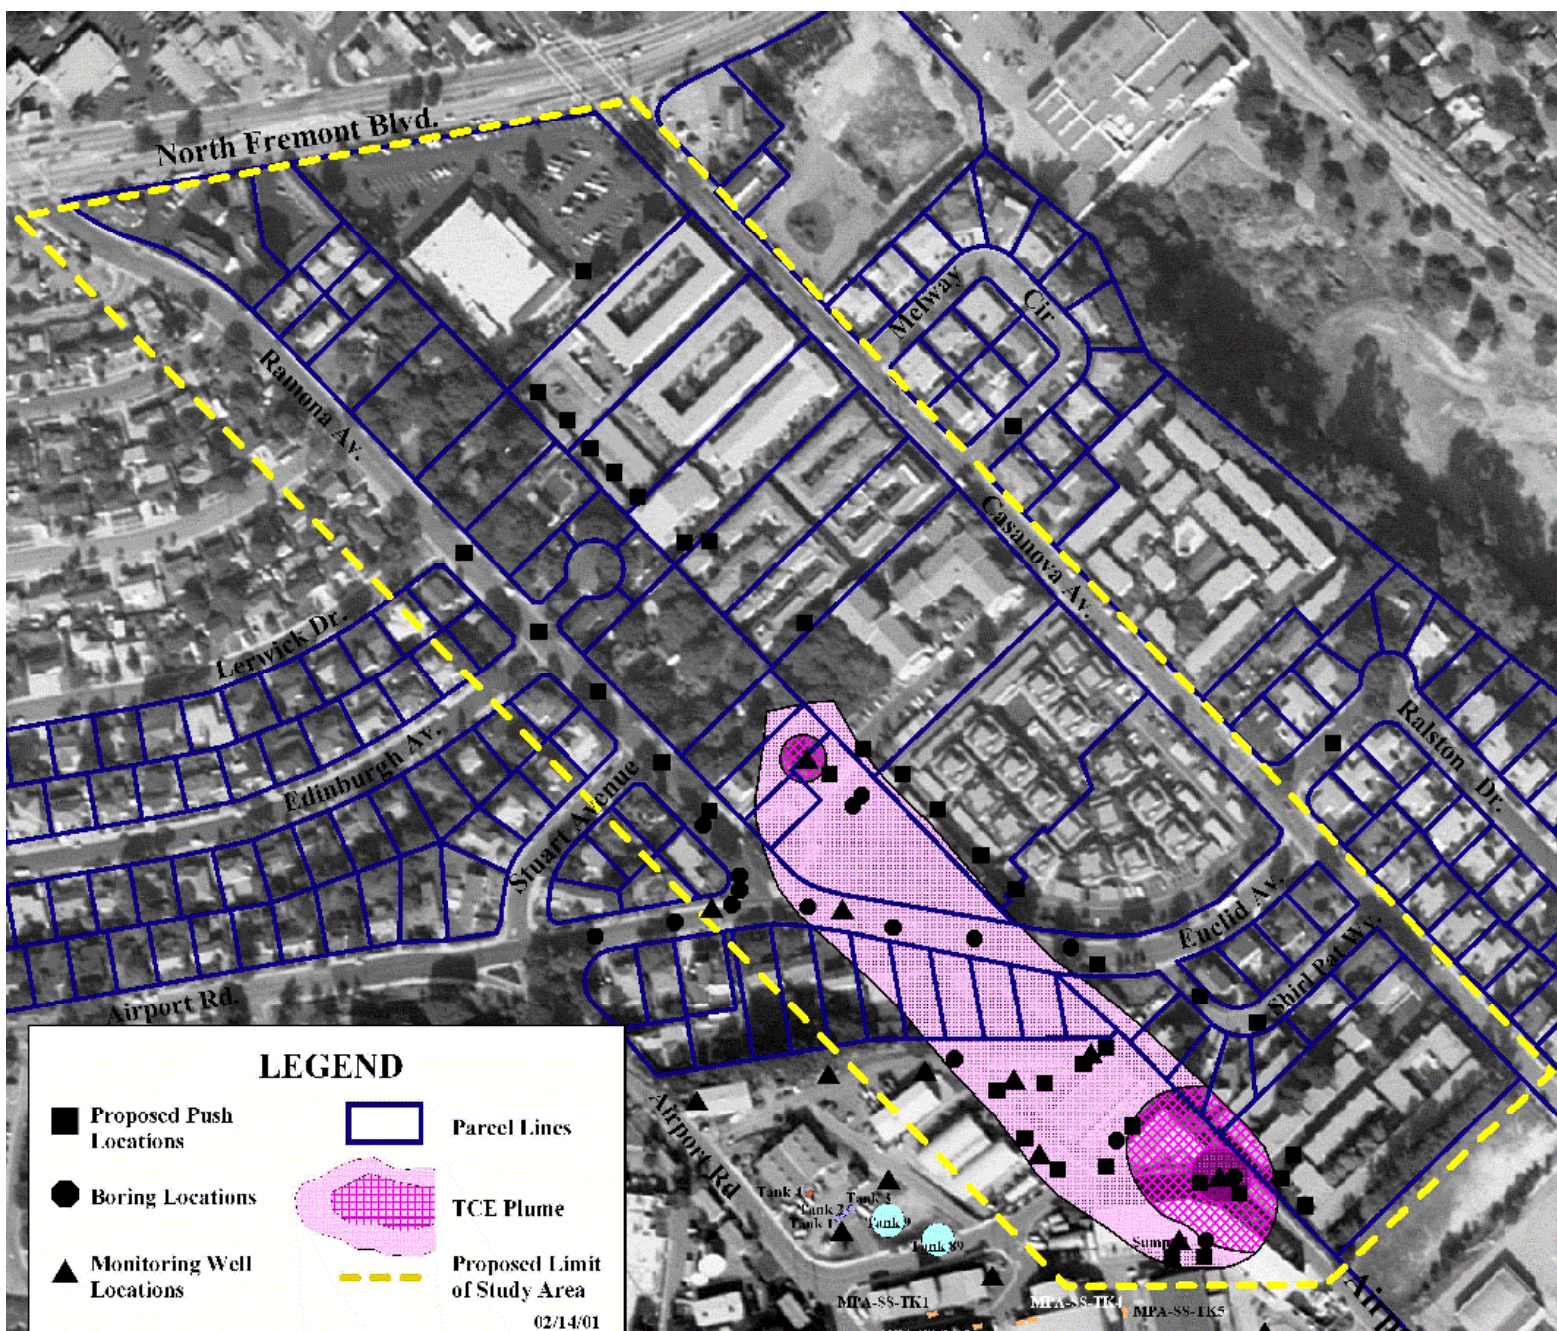 North Fremont Blvd.
Melway
Cir
Ramona Av.
Casanova Av.
Lerwick Dr.
Edinburgh Av.
Stuart Avenue
Ralston Dr.
Euclid Av.
Shirl Pat Wy.
Airport Rd.
Airport Rd
Tank 4
Tank 3
Tank 2
Tank 1
Tank 9
Tank 89
Sump
MPA-SS-TK1
MPA-SS-TK4
MPA-SS-TK5
Airp
LEGEND
Proposed Push
Locations
Parcel Lines
Boring Locations
TCE Plume
Monitoring Well
Locations
Proposed Limit
of Study Area
02/14/01